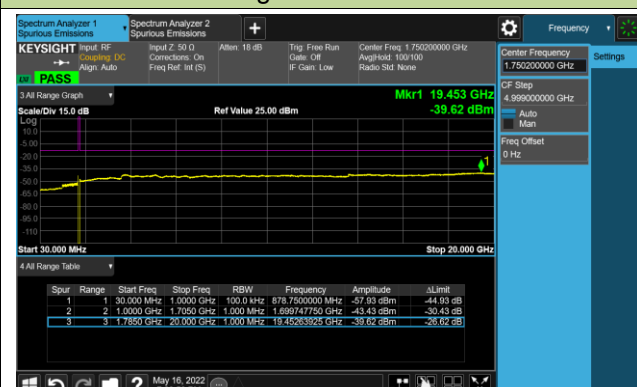 Spectrum Analyzer 1
Spurious Emissions
Spectrum Analyzer 2
Spurious Emissions
+
Frequency
KEYSIGHT
Input: RF
Coupling: DC
Align: Auto
Input Z: 50 Ω
Corrections: On
Freq Ref: Int (S)
Atten: 18 dB
Trig: Free Run
Gate: Off
IF Gain: Low
Center Freq: 1.750200000 GHz
Avg|Hold: 100/100
Radio Std: None
PASS
Center Frequency
1.750200000 GHz
Settings
CF Step
4.999000000 GHz
Auto
Man
Freq Offset
0 Hz
3 All Range Graph
Mkr1 19.453 GHz
-39.62 dBm
Scale/Div 15.0 dB
Ref Value 25.00 dBm
Log
10.0
-5.00
-20.0
-35.0
-50.0
-65.0
-80.0
-95.0
-110
1
Start 30.000 MHz
Stop 20.000 GHz
4 All Range Table
Spur Range Start Freq Stop Freq RBW Frequency Amplitude ΔLimit
1 1 30.000 MHz 1.0000 GHz 100.0 kHz 878.7500000 MHz -57.93 dBm -44.93 dB
2 2 1.0000 GHz 1.7050 GHz 1.000 MHz 1.699747750 GHz -43.43 dBm -30.43 dB
3 3 1.7850 GHz 20.000 GHz 1.000 MHz 19.45263925 GHz -39.62 dBm -26.62 dB
?
May 16, 2022